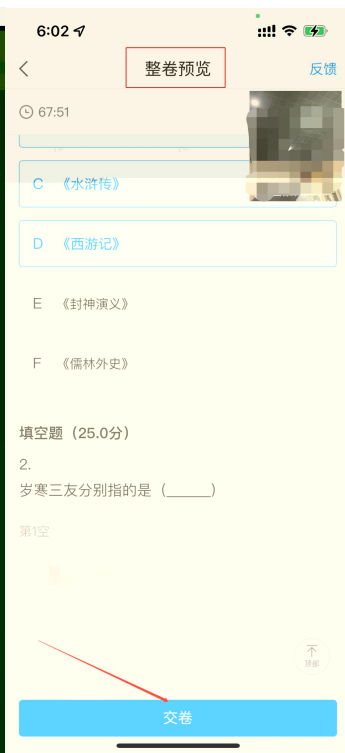 6:02
整卷预览
反馈
67:51
C 《水浒传》
D 《西游记》
E 《封神演义》
F 《儒林外史》
填空题（25.0分）
2.
岁寒三友分别指的是（_____）
第1空
顶部
交卷